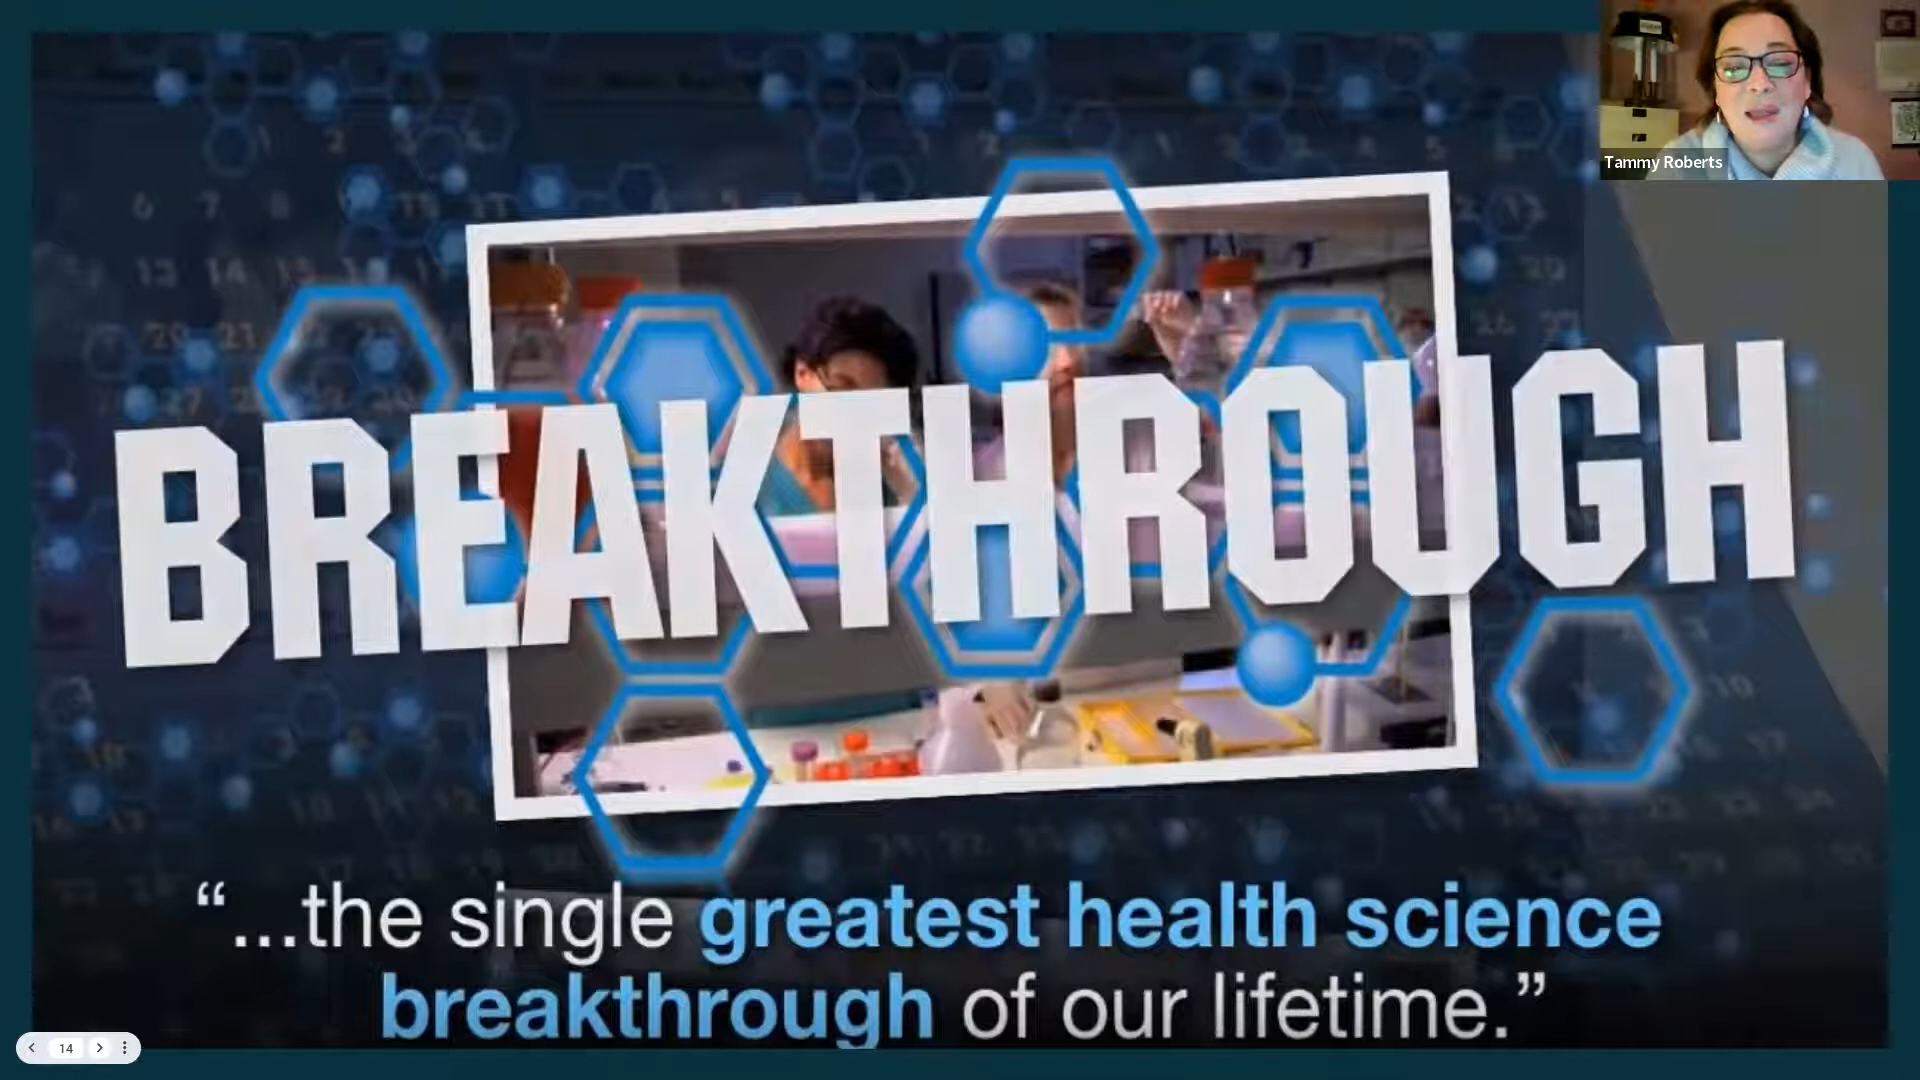 Tammy Roberts
BREAKTHROUGH
“...the single greatest health science
breakthrough of our lifetime.”
14